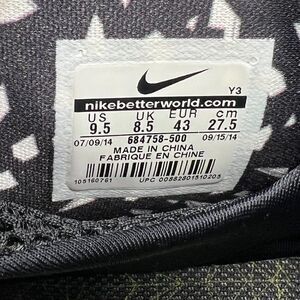 Y3
nikebetterworld.com
US UK EUR cm
9.5 8.5 43 27.5
07/09/14 684758-500 09/15/14
MADE IN CHINA
FABRIQUE EN CHINE
105160761 UPC 00882801510203